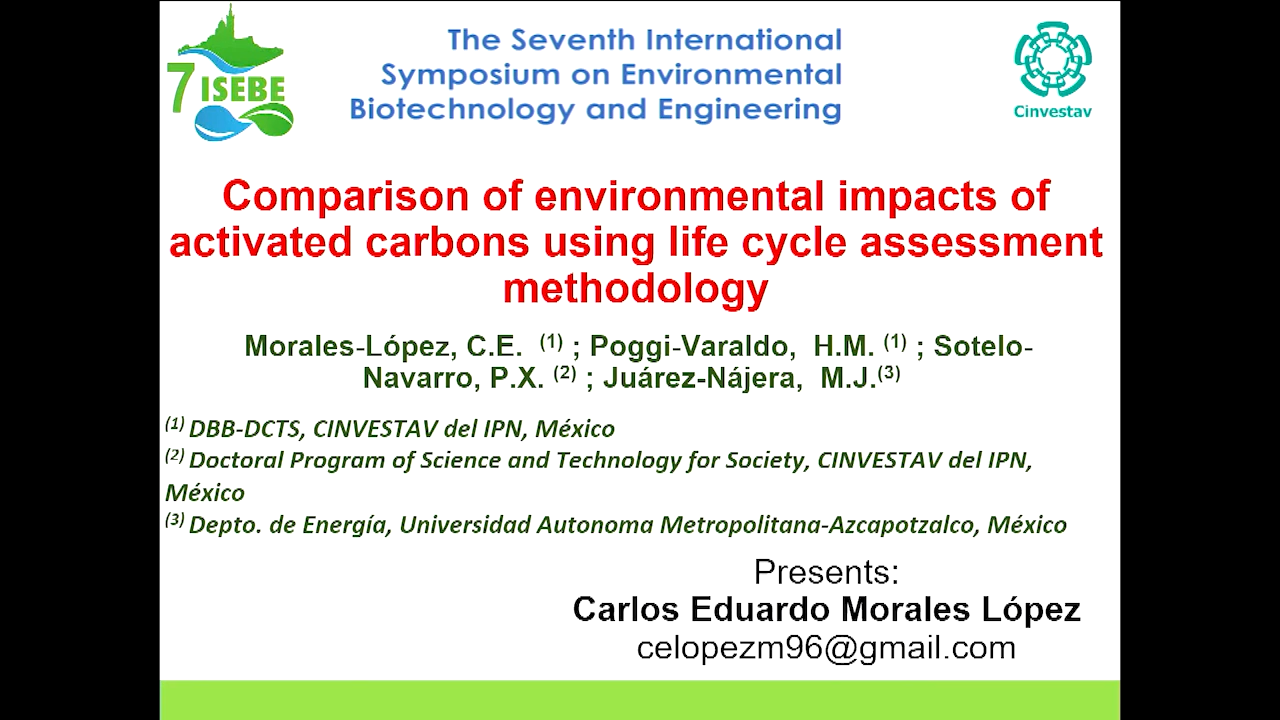 The Seventh International
Symposium on Environmental
Biotechnology and Engineering
7 ISEBE
Cinvestav
Comparison of environmental impacts of
activated carbons using life cycle assessment
methodology
Morales-López, C.E. (1) ; Poggi-Varaldo, H.M. (1) ; Sotelo-
Navarro, P.X. (2) ; Juárez-Nájera, M.J.(3)
(1) DBB-DCTS, CINVESTAV del IPN, México
(2) Doctoral Program of Science and Technology for Society, CINVESTAV del IPN,
México
(3) Depto. de Energía, Universidad Autonoma Metropolitana-Azcapotzalco, México
Presents:
Carlos Eduardo Morales López
celopezm96@gmail.com